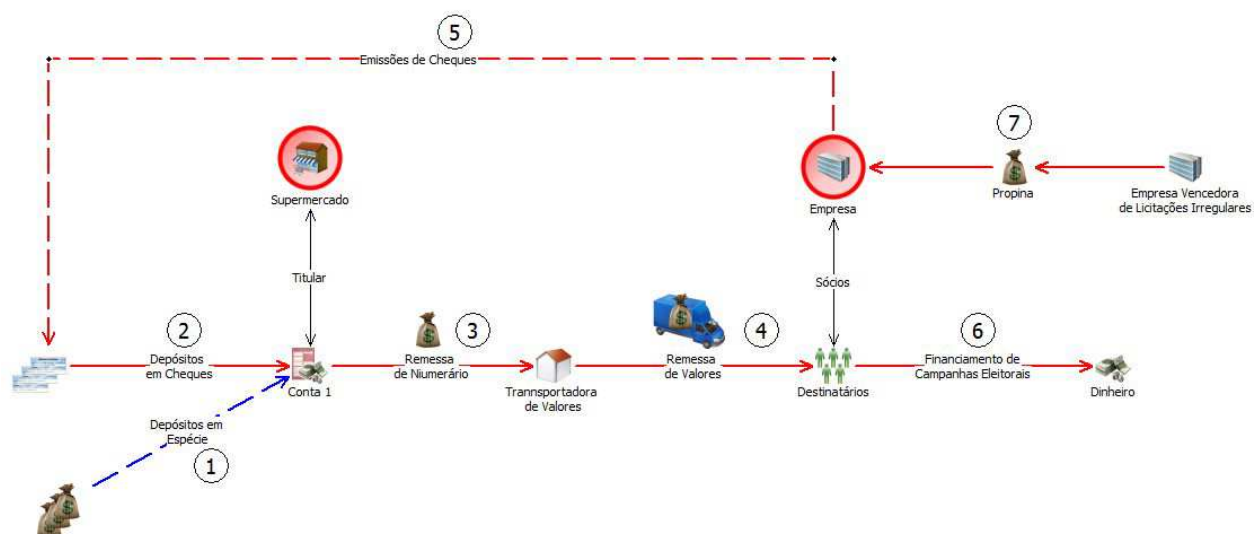 5
Emissões de Cheques
7
Supermercado
Empresa
Propina
Empresa Vencedora
de Licitações Irregulares
Titular
Sócios
2
3
4
6
Depósitos
em Cheques
Remessa
de Niumerário
Remessa
de Valores
Financiamento de
Campanhas Eleitorais
Conta 1
Trannsportadora
de Valores
Destinatários
Dinheiro
Depósitos em
Espécie
1